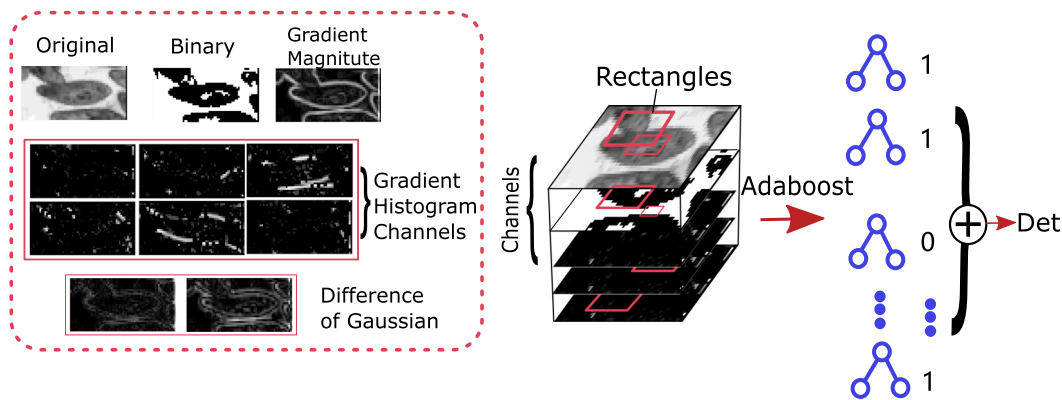 Original
Binary
Gradient
Magnitute
Gradient
Histogram
Channels
Difference
of Gaussian
Rectangles
Channels
Adaboost
1
1
0
1
+
Det